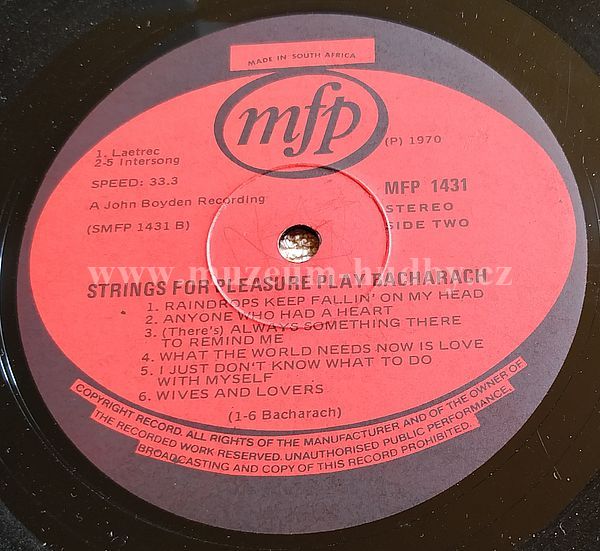 MADE IN SOUTH AFRICA
mfp
1. Laetrec
2-5 Intersong
(P) 1970
SPEED: 33.3
MFP 1431
A John Boyden Recording
STEREO
(SMFP 1431 B)
SIDE TWO
www.muzeum-hudby.cz
STRINGS FOR PLEASURE PLAY BACHARACH
1. RAINDROPS KEEP FALLIN' ON MY HEAD
2. ANYONE WHO HAD A HEART
3. (There's) ALWAYS SOMETHING THERE
TO REMIND ME
4. WHAT THE WORLD NEEDS NOW IS LOVE
5. I JUST DON'T KNOW WHAT TO DO
WITH MYSELF
6. WIVES AND LOVERS
(1-6 Bacharach)
COPYRIGHT RECORD. ALL RIGHTS OF THE MANUFACTURER AND OF THE OWNER OF
THE RECORDED WORK RESERVED. UNAUTHORISED PUBLIC PERFORMANCE,
BROADCASTING AND COPY OF THIS RECORD PROHIBITED.